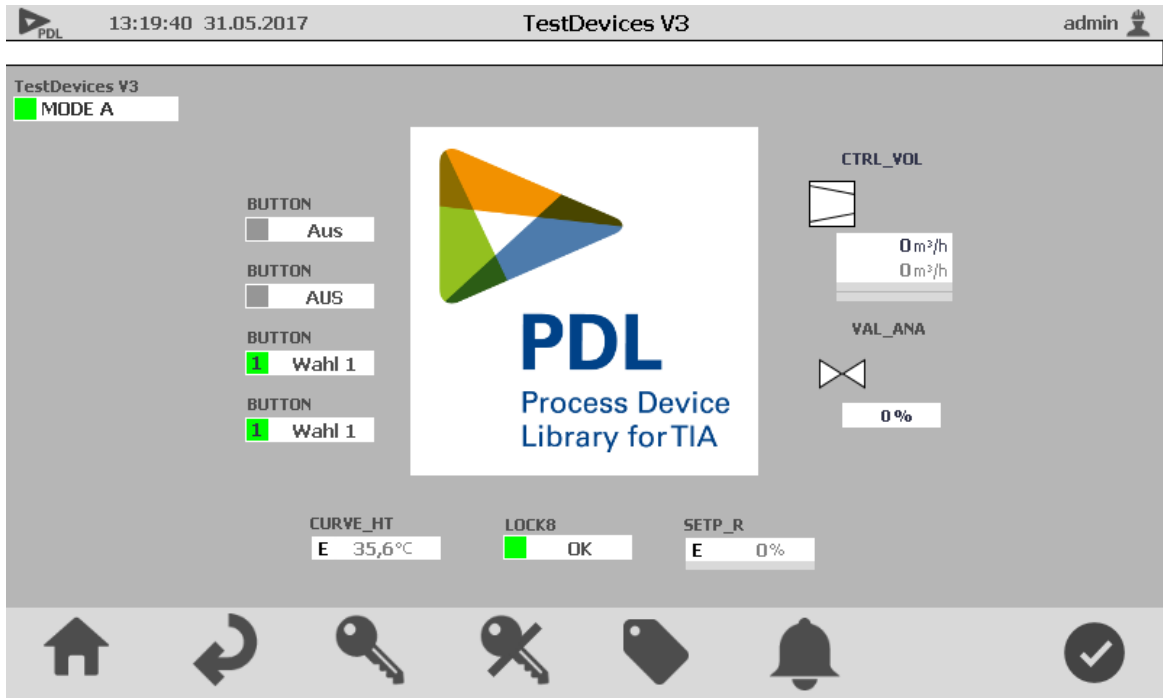 PDL
13:19:40 31.05.2017
TestDevices V3
admin
TestDevices V3
MODE A
BUTTON
Aus
BUTTON
AUS
BUTTON
1 Wahl 1
BUTTON
1 Wahl 1
PDL
Process Device
Library for TIA
CTRL_VOL
0 m³/h
0 m³/h
VAL_ANA
0 %
CURVE_HT
E 35,6°C
LOCK8
OK
SETP_R
E 0%